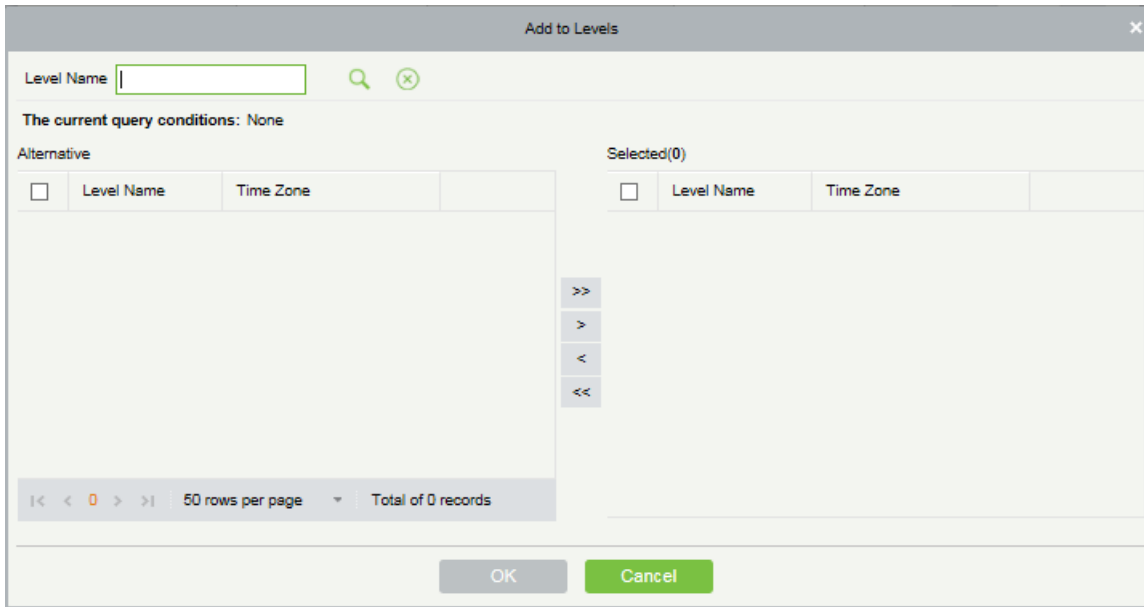 Add to Levels
Level Name
The current query conditions: None
Alternative
Selected(0)
Level Name Time Zone
Level Name Time Zone
>>
>
<
<<
0 50 rows per page Total of 0 records
OK Cancel